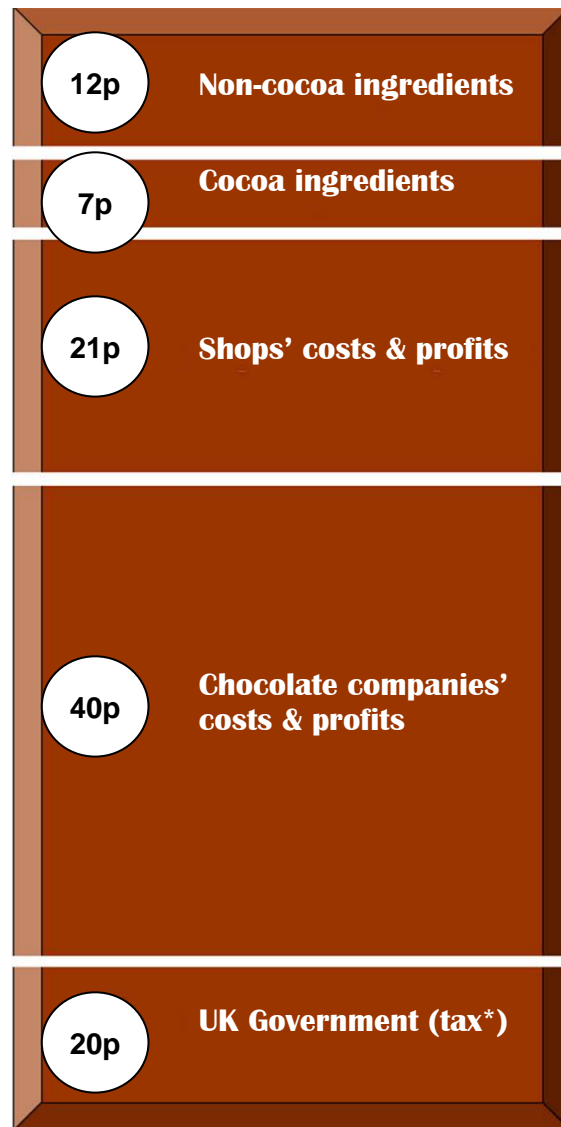 12p Non-cocoa ingredients
7p Cocoa ingredients
21p Shops’ costs & profits
40p Chocolate companies’
costs & profits
20p UK Government (tax*)